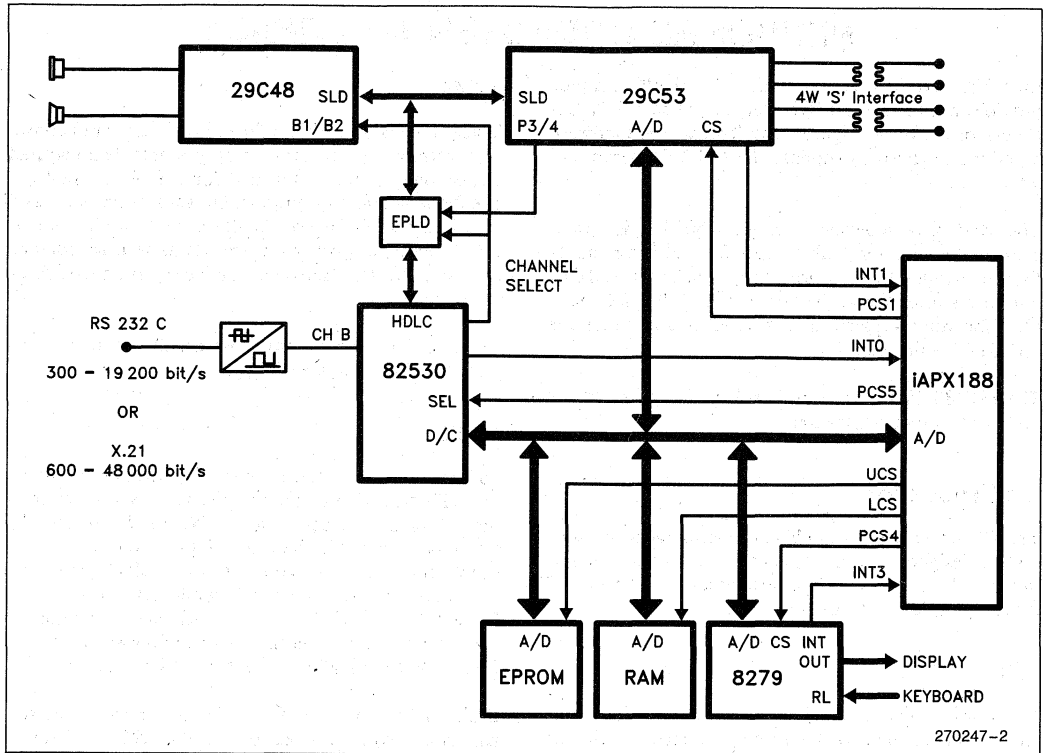 29C48
SLD
B1/B2
SLD
29C53
P3/4
A/D
CS
4W 'S' Interface
EPLD
CHANNEL
SELECT
RS 232 C
300 - 19 200 bit/s
OR
X.21
600 - 48 000 bit/s
CH B
HDLC
82530
SEL
D/C
INT1
PCS1
INT0
PCS5
iAPX188
A/D
UCS
LCS
PCS4
INT3
A/D
EPROM
A/D
RAM
A/D CS INT
OUT
8279
RL
DISPLAY
KEYBOARD
270247-2